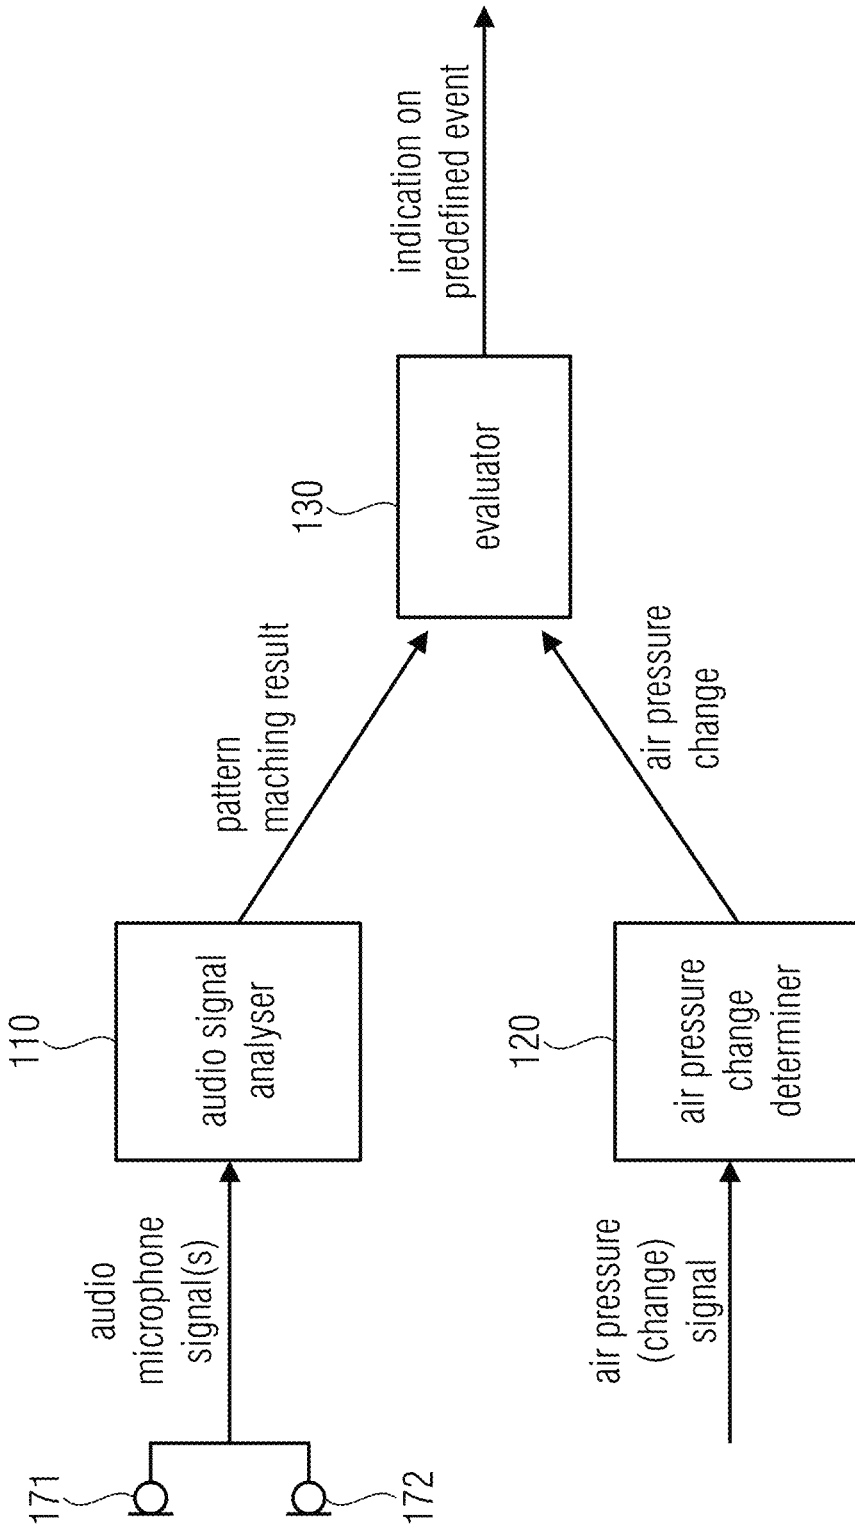 171
172
audio
microphone
signal(s)
110
audio signal
analyser
pattern
maching result
air pressure
(change)
signal
120
air pressure
change
determiner
air pressure
change
130
evaluator
indication on
predefined event